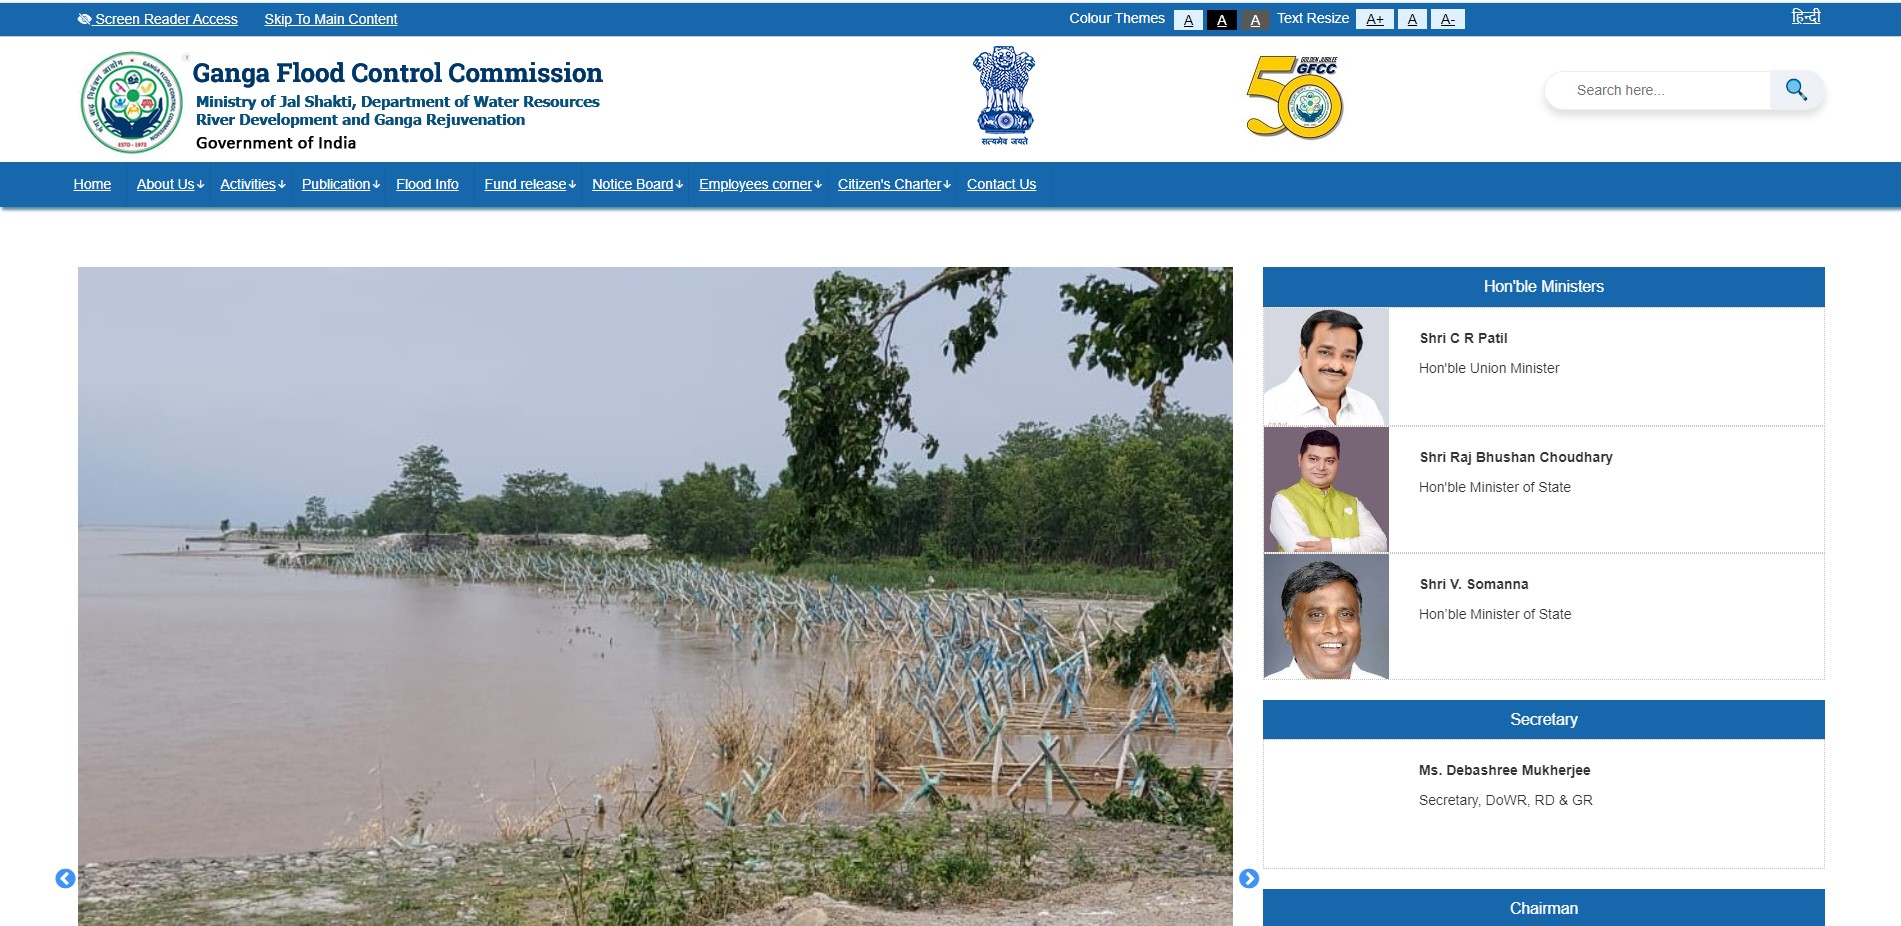 Screen Reader Access Skip To Main Content Colour Themes A A A Text Resize A+ A A- हिन्दी
Ganga Flood Control Commission
Ministry of Jal Shakti, Department of Water Resources
River Development and Ganga Rejuvenation
Government of India
सत्यमेव जयते
GOLDEN JUBILEE
GFCC
50
ESTD - 1972
Search here...
Home About Us Activities Publication Flood Info Fund release Notice Board Employees corner Citizen's Charter Contact Us
Hon'ble Ministers
Shri C R Patil
Hon'ble Union Minister
Shri Raj Bhushan Choudhary
Hon'ble Minister of State
Shri V. Somanna
Hon'ble Minister of State
Secretary
Ms. Debashree Mukherjee
Secretary, DoWR, RD & GR
Chairman